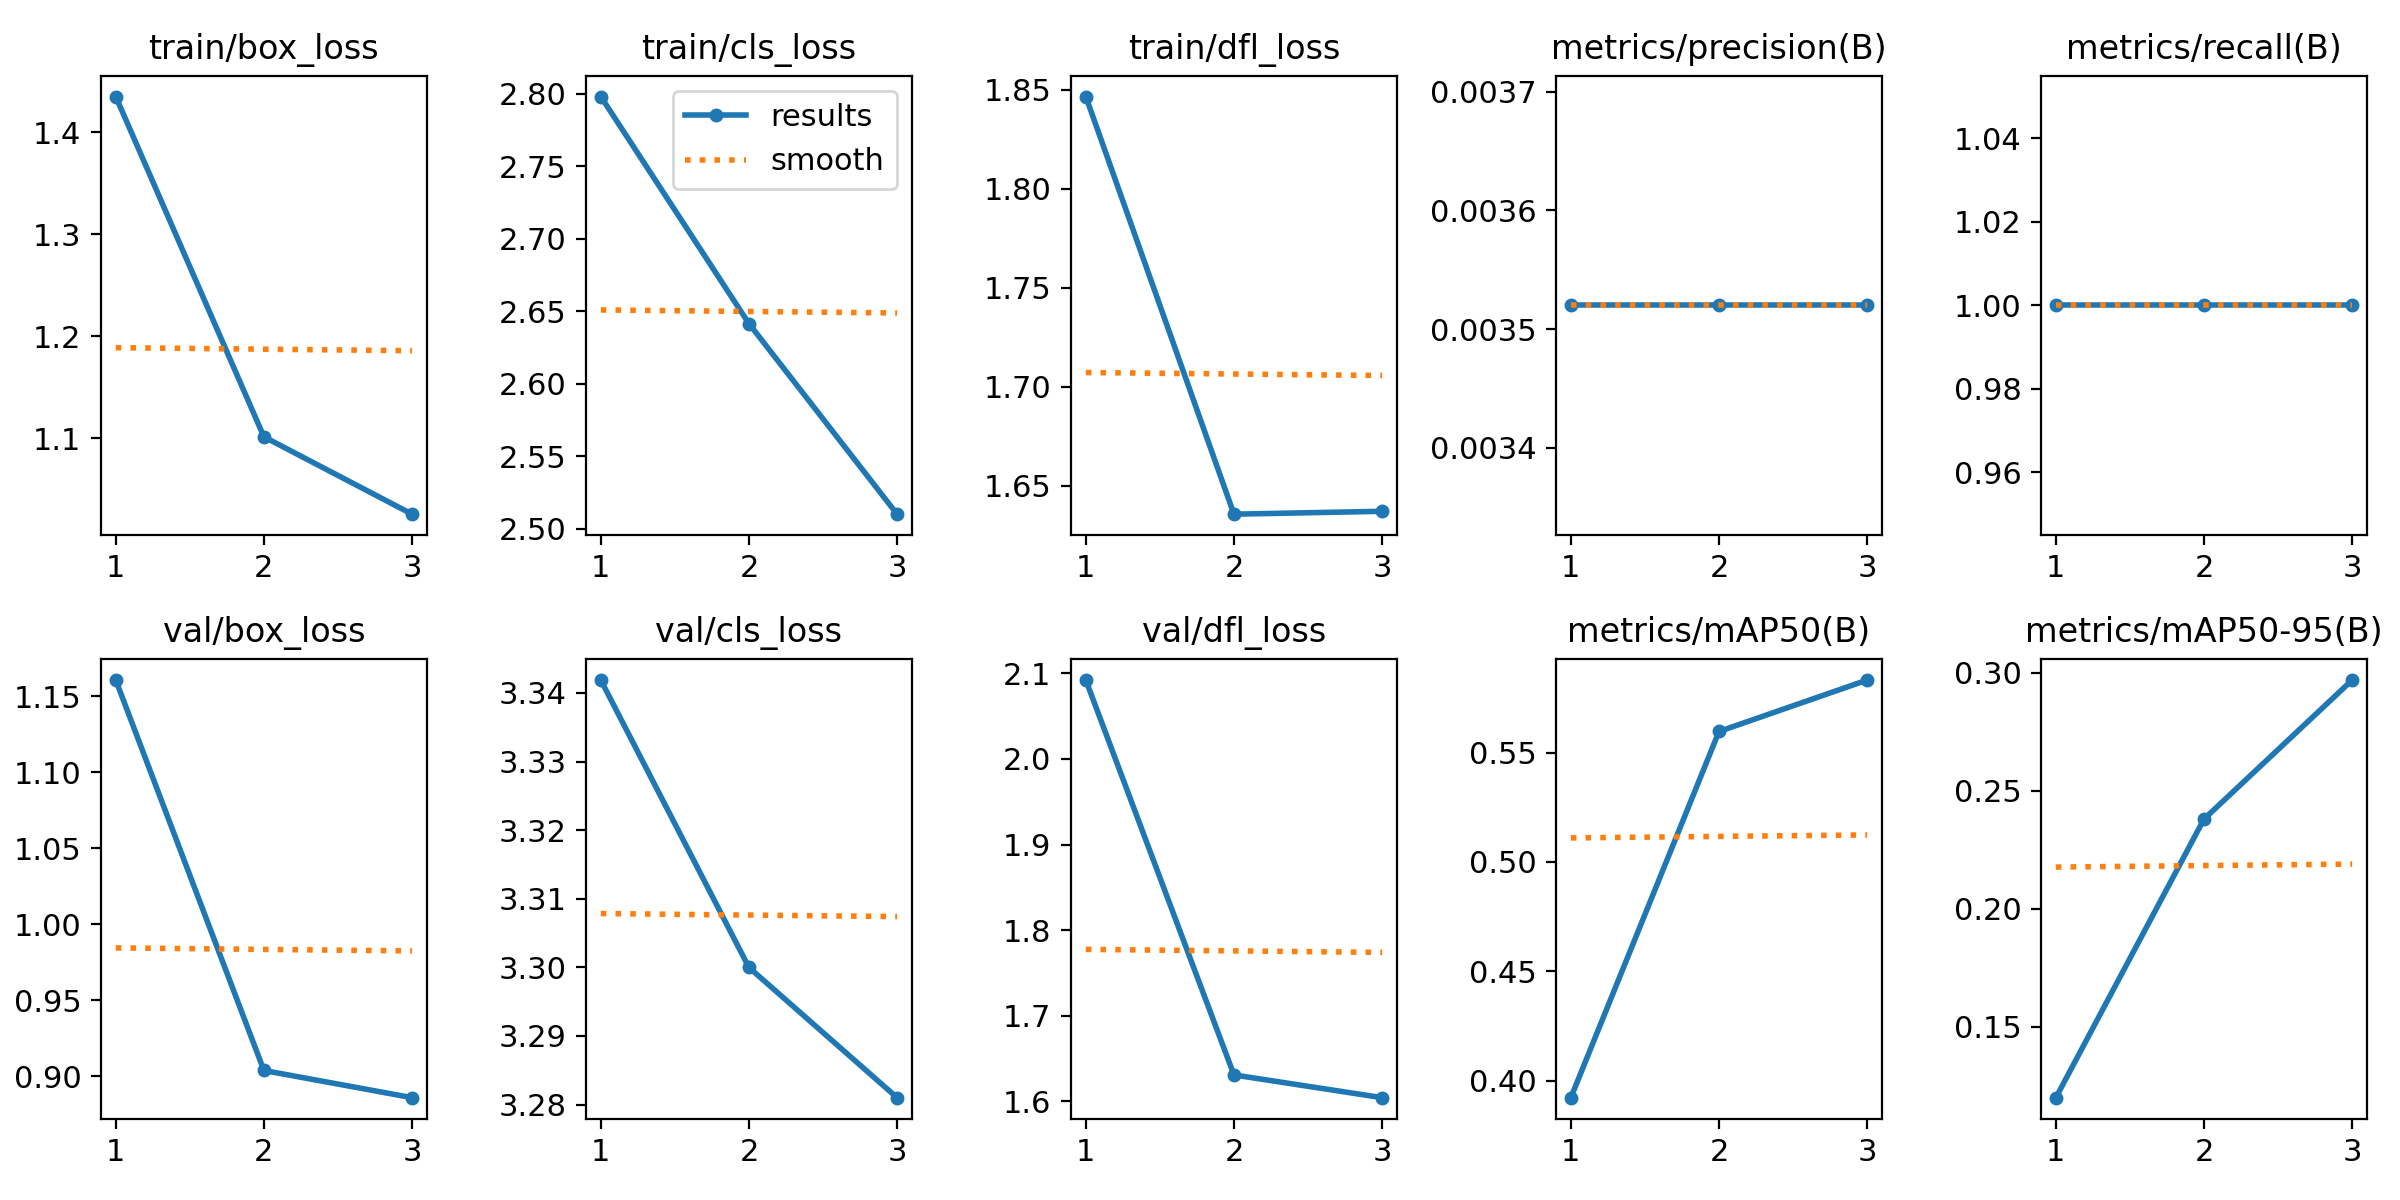 train/box_loss
1.4
1.3
1.2
1.1
1 2 3
train/cls_loss
results
smooth
2.80
2.75
2.70
2.65
2.60
2.55
2.50
1 2 3
train/dfl_loss
1.85
1.80
1.75
1.70
1.65
1 2 3
metrics/precision(B)
0.0037
0.0036
0.0035
0.0034
1 2 3
metrics/recall(B)
1.04
1.02
1.00
0.98
0.96
1 2 3
val/box_loss
1.15
1.10
1.05
1.00
0.95
0.90
1 2 3
val/cls_loss
3.34
3.33
3.32
3.31
3.30
3.29
3.28
1 2 3
val/dfl_loss
2.1
2.0
1.9
1.8
1.7
1.6
1 2 3
metrics/mAP50(B)
0.55
0.50
0.45
0.40
1 2 3
metrics/mAP50-95(B)
0.30
0.25
0.20
0.15
1 2 3